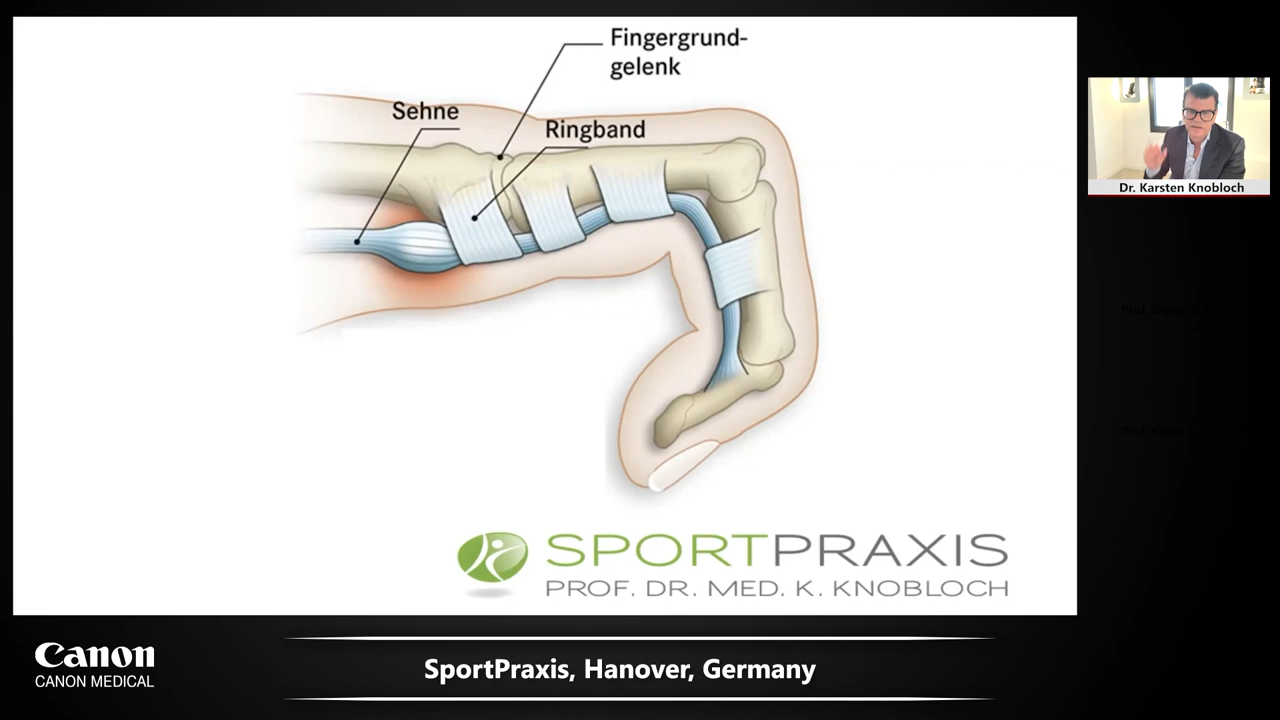 Fingergrund-
gelenk
Sehne
Ringband
Dr. Karsten Knobloch
SPORTPRAXIS
PROF. DR. MED. K. KNOBLOCH
Canon
CANON MEDICAL
SportPraxis, Hanover, Germany